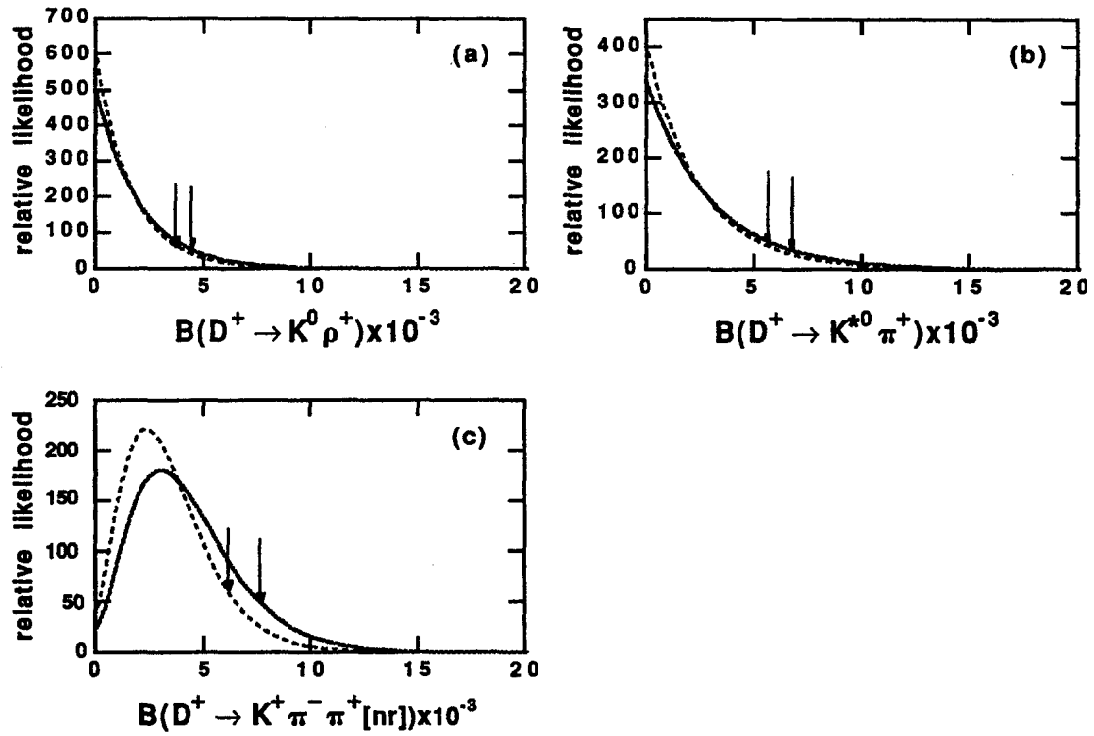 700
600
500
400
300
200
100
0
relative likelihood
(a)
0 5 10 15 20
B(D⁺ → K⁰ ρ⁺)x10⁻³
400
300
200
100
0
relative likelihood
(b)
0 5 10 15 20
B(D⁺ → K*⁰ π⁺)x10⁻³
250
200
150
100
50
0
relative likelihood
(c)
0 5 10 15 20
B(D⁺ → K⁺ π⁻ π⁺[nr])x10⁻³